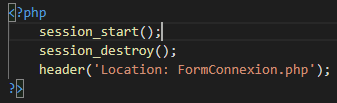 <?php
    session_start();
    session_destroy();
    header('Location: FormConnexion.php');
?>